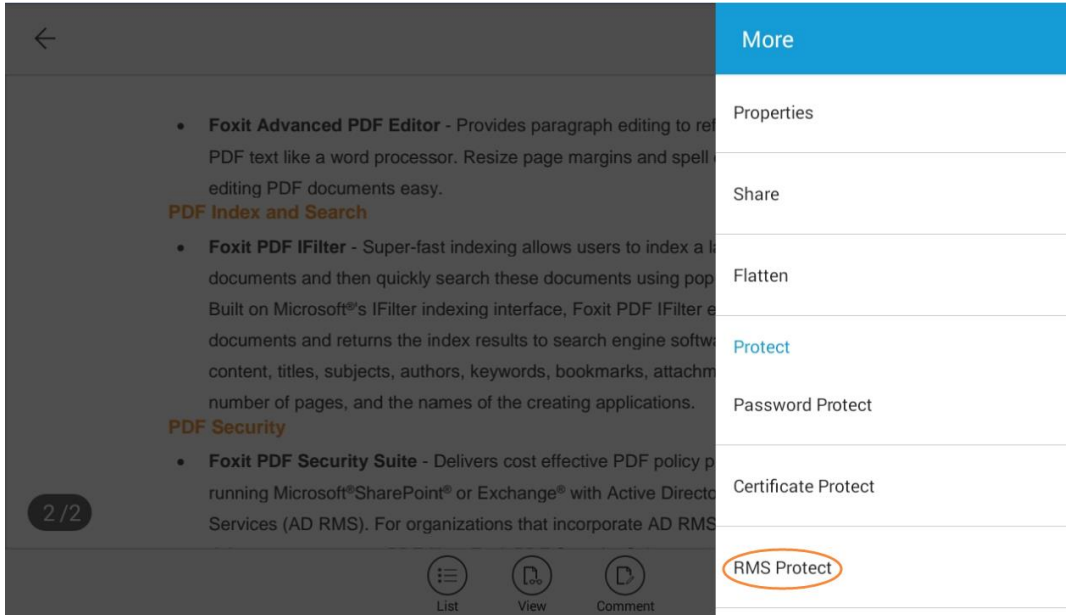 More
• Foxit Advanced PDF Editor - Provides paragraph editing to ref
PDF text like a word processor. Resize page margins and spell
editing PDF documents easy.
PDF Index and Search
• Foxit PDF IFilter - Super-fast indexing allows users to index a
documents and then quickly search these documents using pop
Built on Microsoft®'s IFilter indexing interface, Foxit PDF IFilter e
documents and returns the index results to search engine softw
content, titles, subjects, authors, keywords, bookmarks, attachm
number of pages, and the names of the creating applications.
PDF Security
• Foxit PDF Security Suite - Delivers cost effective PDF policy p
running Microsoft®SharePoint® or Exchange® with Active Directo
Services (AD RMS). For organizations that incorporate AD RMS
2/2
List
View
Comment
Properties
Share
Flatten
Protect
Password Protect
Certificate Protect
RMS Protect